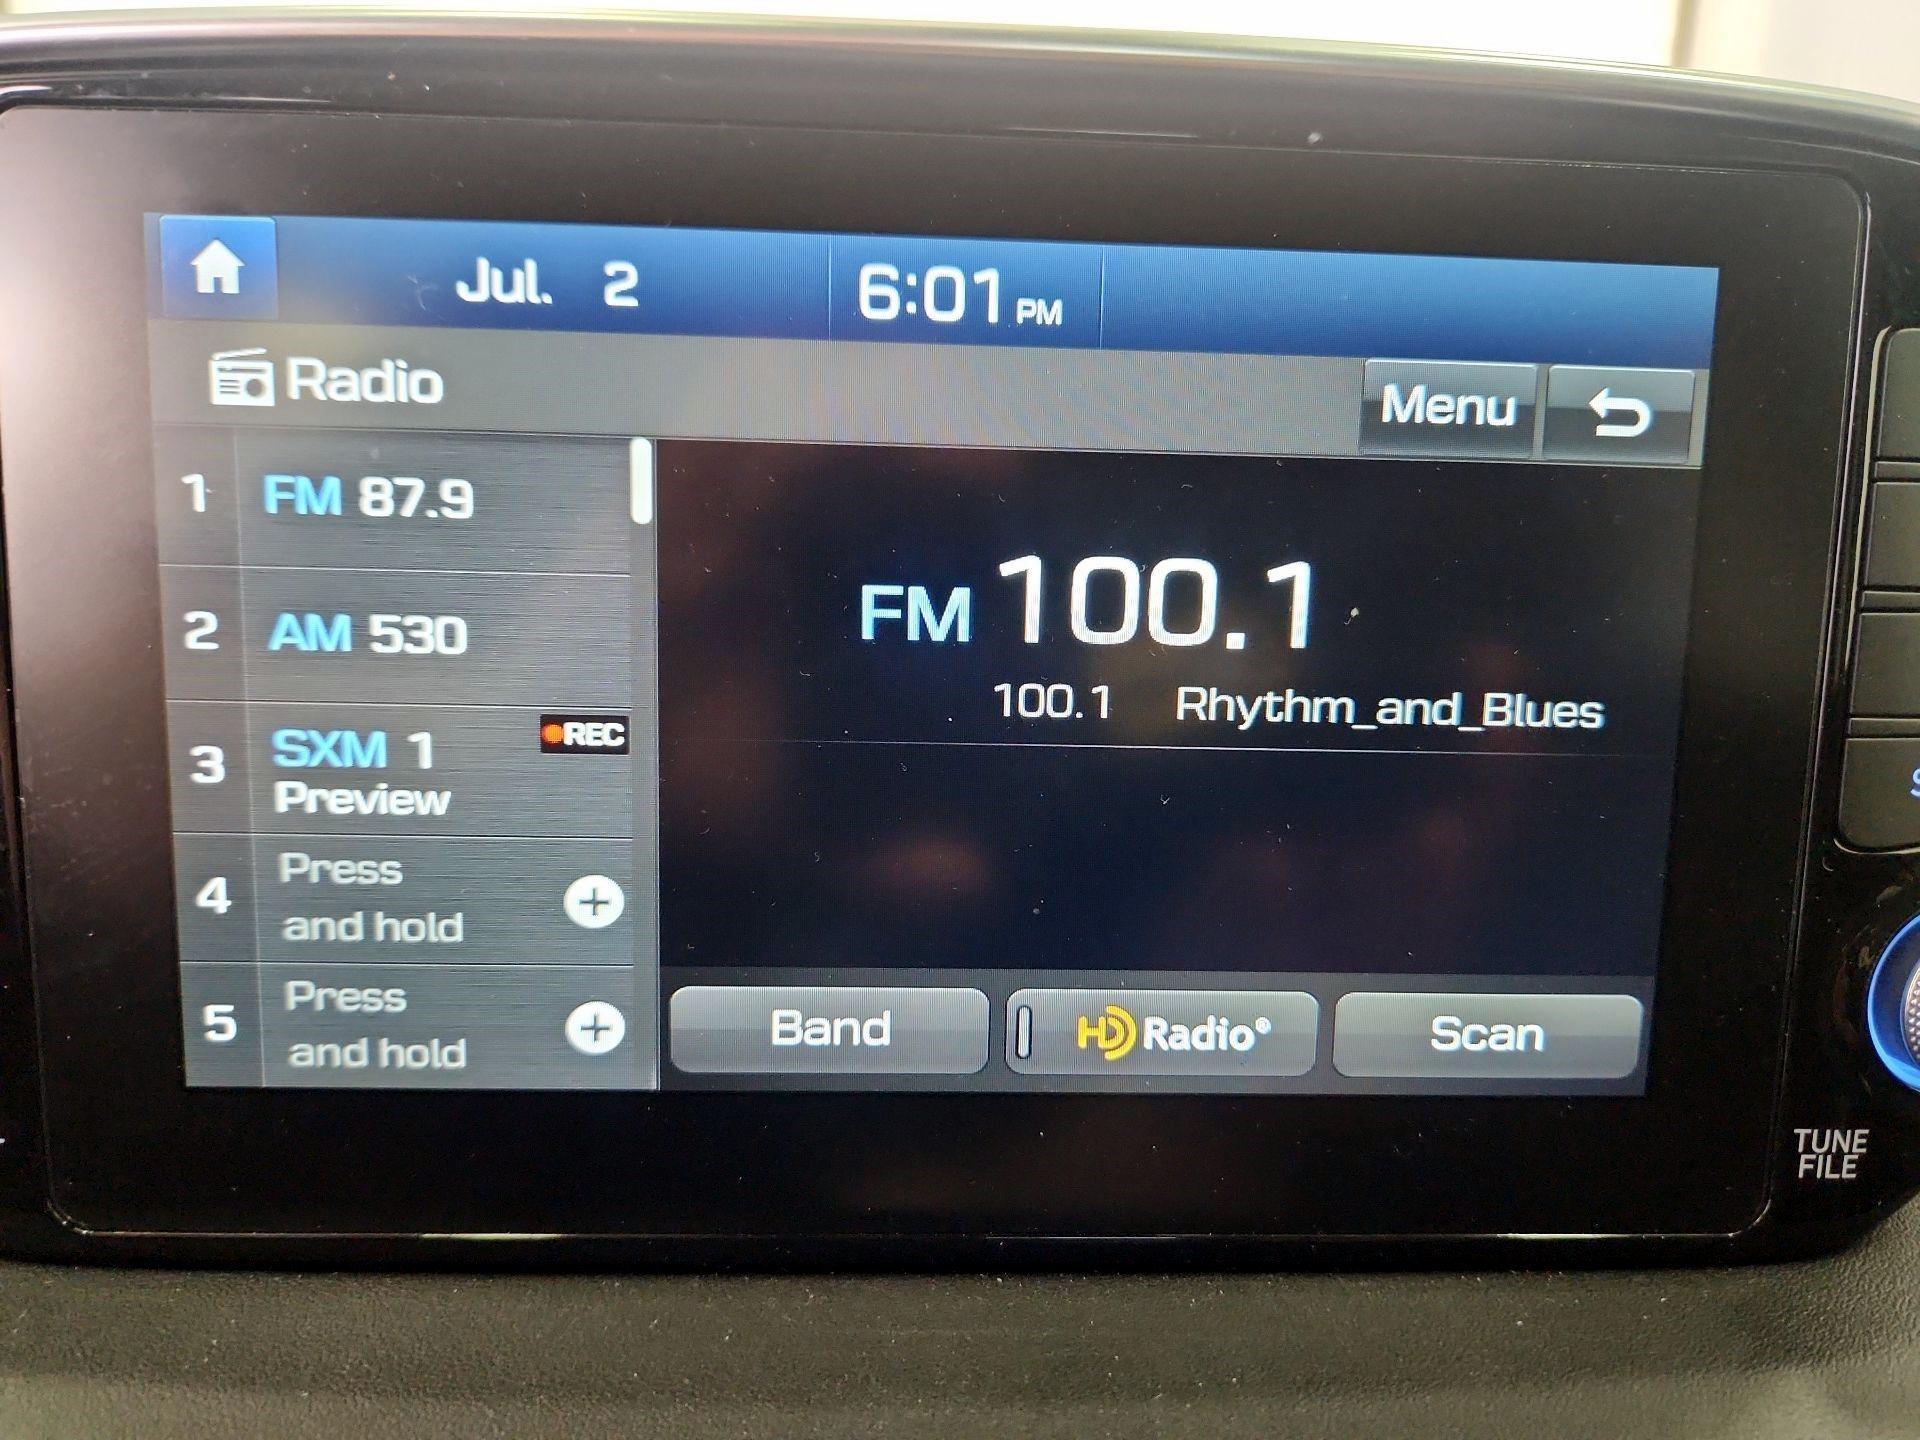 Jul. 2 6:01 PM
Radio
Menu
1 FM 87.9
2 AM 530
3 SXM 1 REC
Preview
4 Press
and hold
5 Press
and hold
FM 100.1
100.1 Rhythm_and_Blues
Band
HD Radio®
Scan
TUNE
FILE